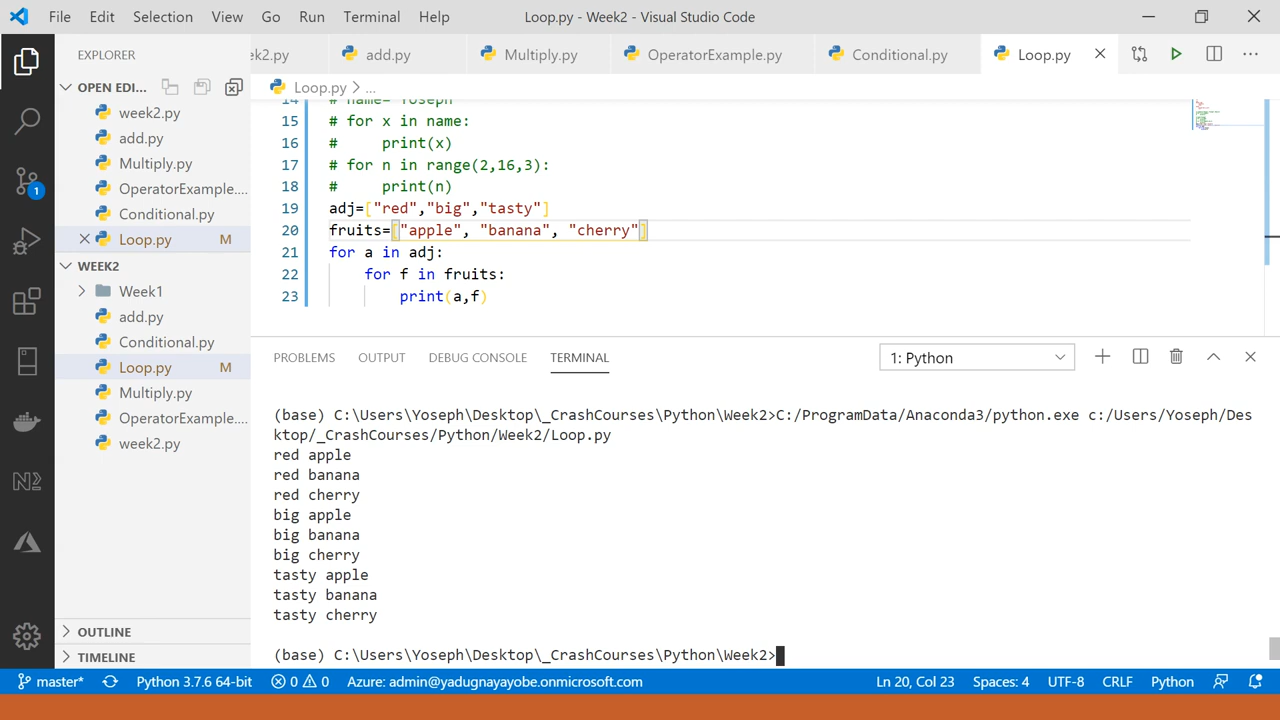 File Edit Selection View Go Run Terminal Help Loop.py - Week2 - Visual Studio Code
EXPLORER
OPEN EDI...
week2.py
add.py
Multiply.py
OperatorExample....
Conditional.py
Loop.py M
WEEK2
Week1
add.py
Conditional.py
Loop.py M
Multiply.py
OperatorExample....
week2.py
OUTLINE
TIMELINE
1
ek2.py add.py Multiply.py OperatorExample.py Conditional.py Loop.py
Loop.py > ...
14 # name="Yoseph"
15 # for x in name:
16 #     print(x)
17 # for n in range(2,16,3):
18 #     print(n)
19 adj=["red","big","tasty"]
20 fruits=["apple", "banana", "cherry"]
21 for a in adj:
22     for f in fruits:
23         print(a,f)
PROBLEMS OUTPUT DEBUG CONSOLE TERMINAL 1: Python
(base) C:\Users\Yoseph\Desktop\_CrashCourses\Python\Week2>C:/ProgramData/Anaconda3/python.exe c:/Users/Yoseph/Des
ktop/_CrashCourses/Python/Week2/Loop.py
red apple
red banana
red cherry
big apple
big banana
big cherry
tasty apple
tasty banana
tasty cherry
(base) C:\Users\Yoseph\Desktop\_CrashCourses\Python\Week2>
master* Python 3.7.6 64-bit 0 0 Azure: admin@yadugnayayobe.onmicrosoft.com Ln 20, Col 23 Spaces: 4 UTF-8 CRLF Python